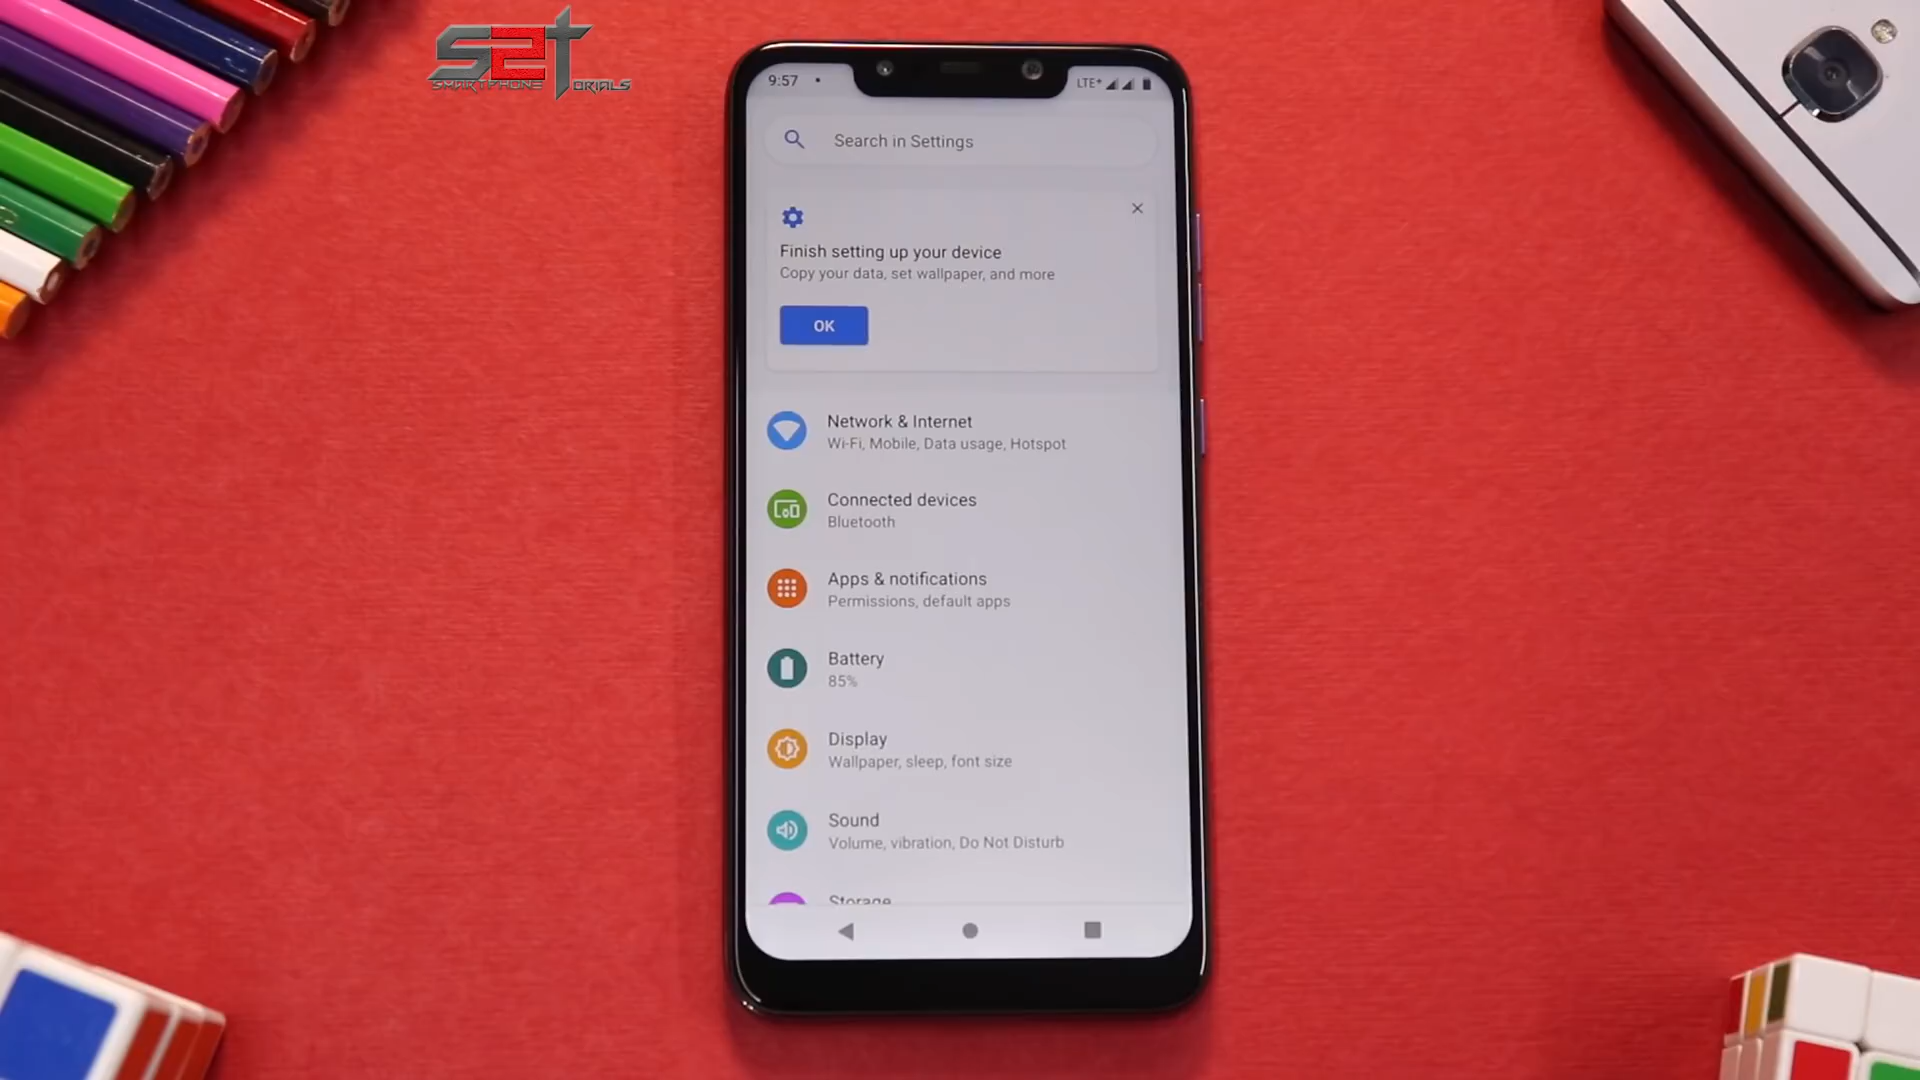 S2T
SMARTPHONE TORIALS
9:57
LTE+
Search in Settings
Finish setting up your device
Copy your data, set wallpaper, and more
OK
Network & Internet
Wi-Fi, Mobile, Data usage, Hotspot
Connected devices
Bluetooth
Apps & notifications
Permissions, default apps
Battery
85%
Display
Wallpaper, sleep, font size
Sound
Volume, vibration, Do Not Disturb
Storage